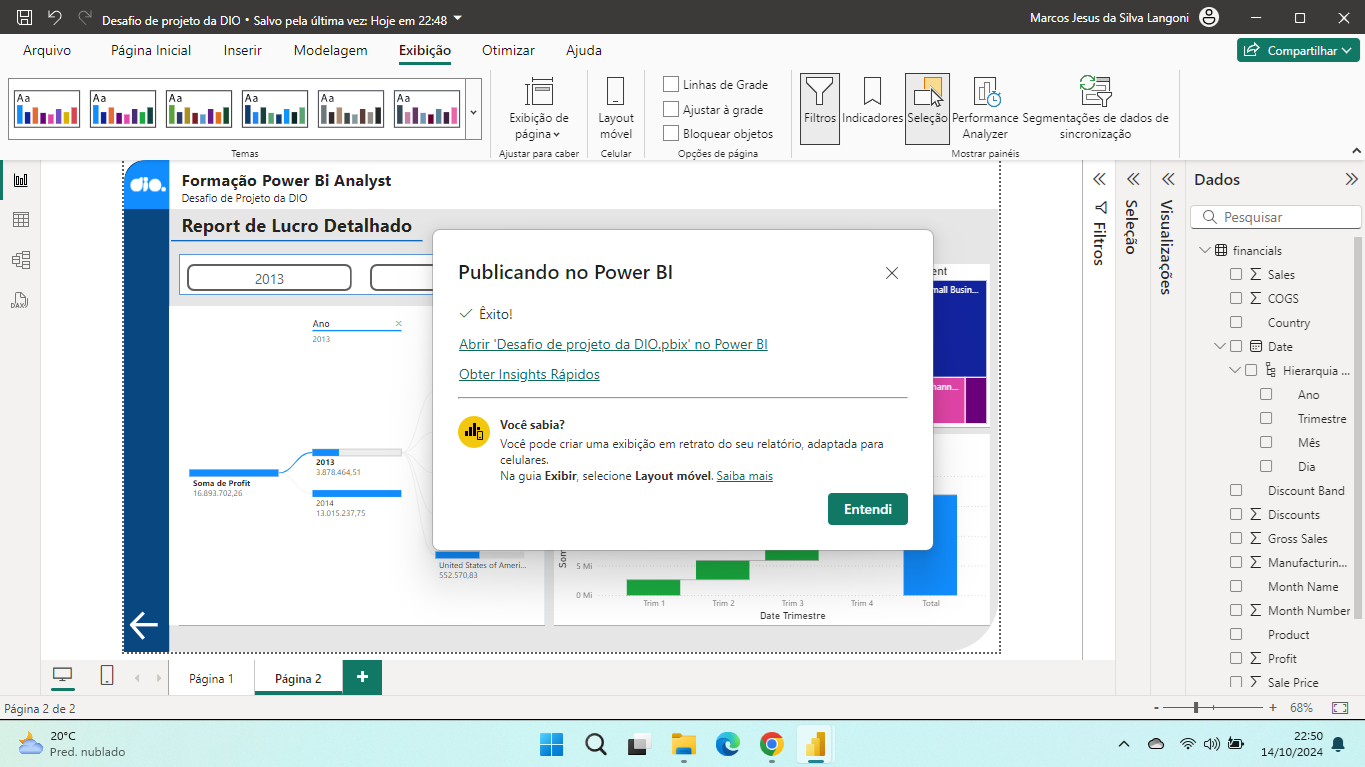 Desafio de projeto da DIO • Salvo pela última vez: Hoje em 22:48
Marcos Jesus da Silva Langoni
Arquivo
Página Inicial
Inserir
Modelagem
Exibição
Otimizar
Ajuda
Compartilhar
Aa
Aa
Aa
Aa
Aa
Aa
Temas
Exibição de
página
Ajustar para caber
Layout
móvel
Celular
Linhas de Grade
Ajustar à grade
Bloquear objetos
Opções de página
Filtros
Indicadores
Seleção
Performance
Analyzer
Segmentações de dados de
sincronização
Mostrar painéis
dio.
Formação Power Bi Analyst
Desafio de Projeto da DIO
Report de Lucro Detalhado
2013
Ano
2013
Soma de Profit
16.893.702,26
2013
3.878.464,51
2014
13.015.237,75
United States of Ameri...
552.570,83
Publicando no Power BI
Êxito!
Abrir 'Desafio de projeto da DIO.pbix' no Power BI
Obter Insights Rápidos
Você sabia?
Você pode criar uma exibição em retrato do seu relatório, adaptada para
celulares.
Na guia Exibir, selecione Layout móvel. Saiba mais
Entendi
ent
mall Busin...
ann...
Som
5 Mi
0 Mi
Trim 1
Trim 2
Trim 3
Trim 4
Total
Date Trimestre
Filtros
Seleção
Visualizações
Dados
Pesquisar
financials
Sales
COGS
Country
Date
Hierarquia ...
Ano
Trimestre
Mês
Dia
Discount Band
Discounts
Gross Sales
Manufacturin...
Month Name
Month Number
Product
Profit
Sale Price
Página 1
Página 2
+
Página 2 de 2
- + 68%
20°C
Pred. nublado
22:50
14/10/2024
DAX